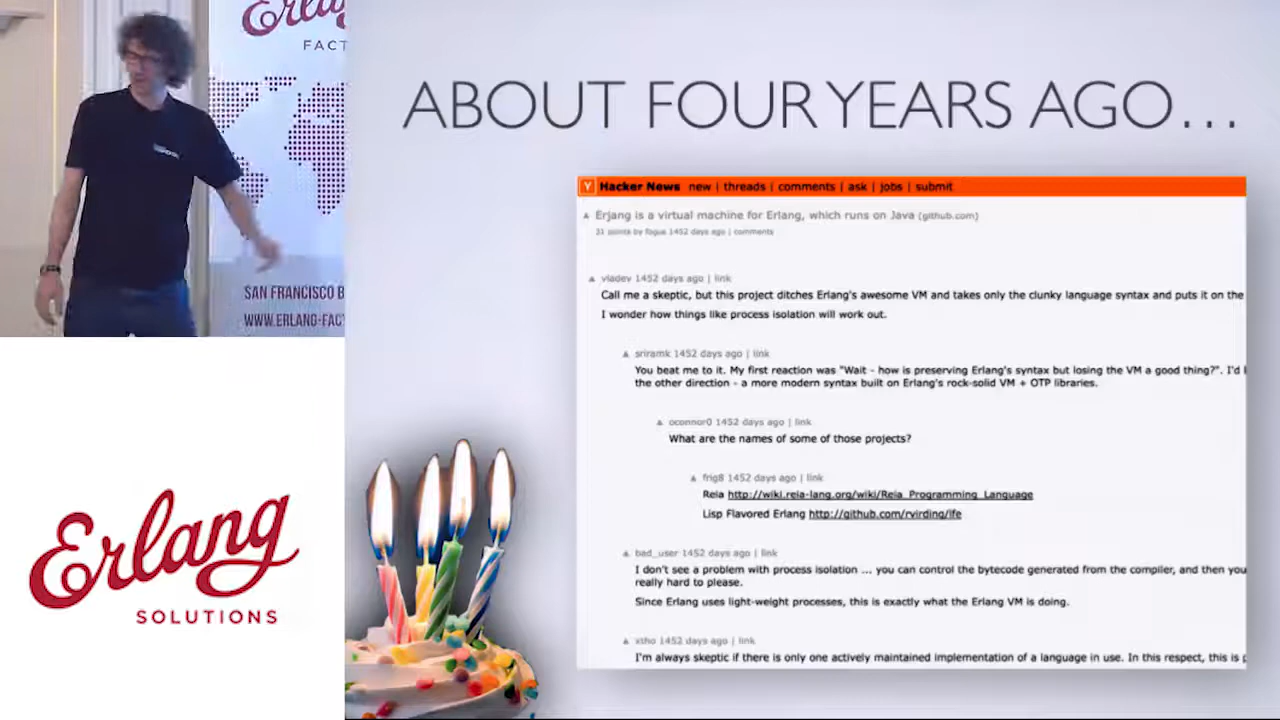 Erlang
FACT
SAN FRANCISCO B
WWW.ERLANG-FAC
Erlang
SOLUTIONS
ABOUT FOUR YEARS AGO...
Y Hacker News new | threads | comments | ask | jobs | submit
Erjang is a virtual machine for Erlang, which runs on Java (github.com)
31 points by fogus 1452 days ago | comments
vladev 1452 days ago | link
Call me a skeptic, but this project ditches Erlang's awesome VM and takes only the clunky language syntax and puts it on the
I wonder how things like process isolation will work out.
sriramk 1452 days ago | link
You beat me to it. My first reaction was "Wait - how is preserving Erlang's syntax but losing the VM a good thing?". I'd
the other direction - a more modern syntax built on Erlang's rock-solid VM + OTP libraries.
oconnor0 1452 days ago | link
What are the names of some of those projects?
frig8 1452 days ago | link
Reia http://wiki.reia-lang.org/wiki/Reia_Programming_Language
Lisp Flavored Erlang http://github.com/rvirding/lfe
bad_user 1452 days ago | link
I don't see a problem with process isolation ... you can control the bytecode generated from the compiler, and then you
really hard to please.
Since Erlang uses light-weight processes, this is exactly what the Erlang VM is doing.
vtho 1452 days ago | link
I'm always skeptic if there is only one actively maintained implementation of a language in use. In this respect, this is